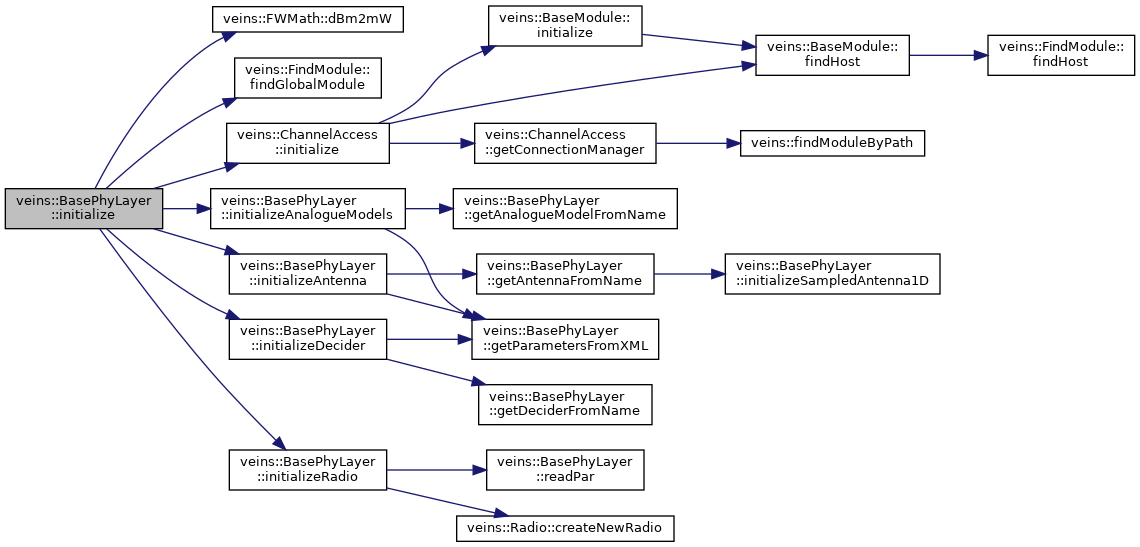 veins::BasePhyLayer
::initialize
veins::FWMath::dBm2mW
veins::FindModule::
findGlobalModule
veins::ChannelAccess
::initialize
veins::BaseModule::
initialize
veins::BaseModule::
findHost
veins::FindModule::
findHost
veins::ChannelAccess
::getConnectionManager
veins::findModuleByPath
veins::BasePhyLayer
::initializeAnalogueModels
veins::BasePhyLayer
::getAnalogueModelFromName
veins::BasePhyLayer
::initializeAntenna
veins::BasePhyLayer
::getAntennaFromName
veins::BasePhyLayer
::initializeSampledAntenna1D
veins::BasePhyLayer
::initializeDecider
veins::BasePhyLayer
::getParametersFromXML
veins::BasePhyLayer
::getDeciderFromName
veins::BasePhyLayer
::initializeRadio
veins::BasePhyLayer
::readPar
veins::Radio::createNewRadio